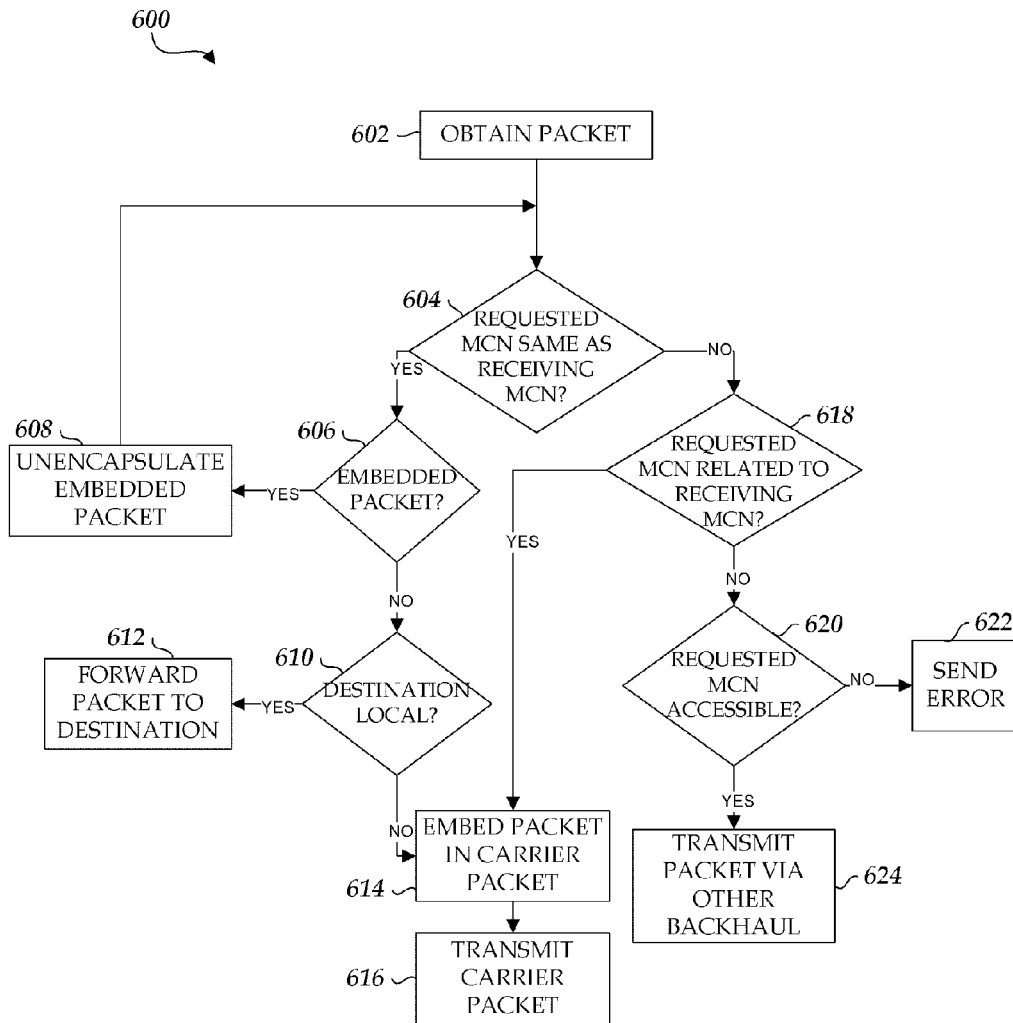 600
602
OBTAIN PACKET
604
REQUESTED
MCN SAME AS
RECEIVING
MCN?
YES
NO
606
EMBEDDED
PACKET?
YES
608
UNENCAPSULATE
EMBEDDED
PACKET
NO
618
REQUESTED
MCN RELATED TO
RECEIVING
MCN?
YES
NO
610
DESTINATION
LOCAL?
YES
612
FORWARD
PACKET TO
DESTINATION
NO
620
REQUESTED
MCN
ACCESSIBLE?
NO
622
SEND
ERROR
YES
EMBED PACKET
IN CARRIER
PACKET
614
TRANSMIT
PACKET VIA
OTHER
BACKHAUL
624
616
TRANSMIT
CARRIER
PACKET